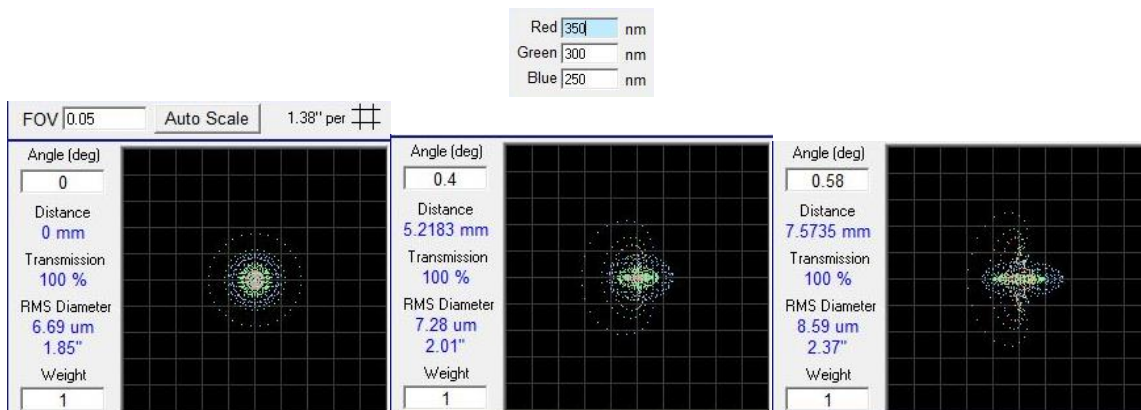 Red 350 nm
Green 300 nm
Blue 250 nm
FOV 0.05 Auto Scale 1.38" per
Angle (deg)
0
Distance
0 mm
Transmission
100 %
RMS Diameter
6.69 um
1.85"
Weight
1
Angle (deg)
0.4
Distance
5.2183 mm
Transmission
100 %
RMS Diameter
7.28 um
2.01"
Weight
1
Angle (deg)
0.58
Distance
7.5735 mm
Transmission
100 %
RMS Diameter
8.59 um
2.37"
Weight
1